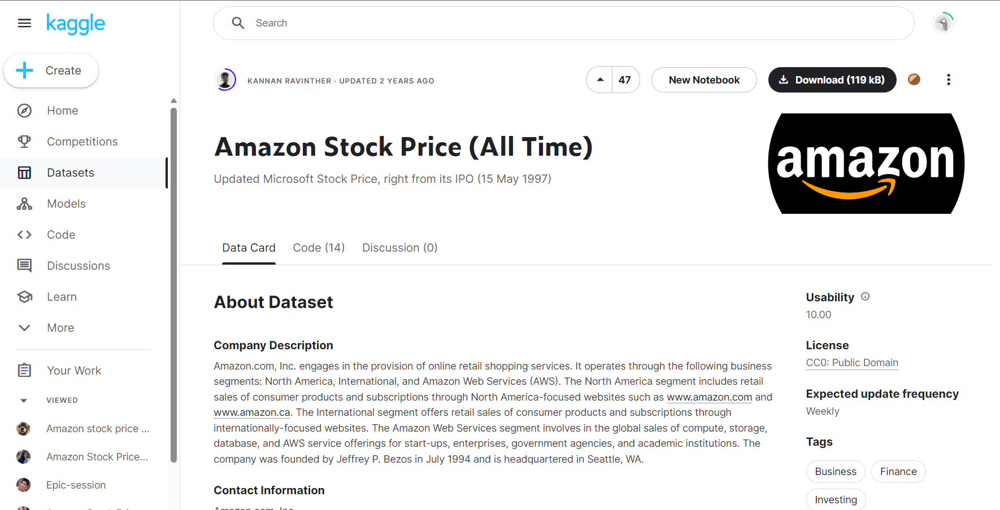 kaggle
Search
Create
Home
Competitions
Datasets
Models
Code
Discussions
Learn
More
Your Work
VIEWED
Amazon stock price ...
Amazon Stock Price...
Epic-session
KANNAN RAVINTHER · UPDATED 2 YEARS AGO
47
New Notebook
Download (119 kB)
Amazon Stock Price (All Time)
Updated Microsoft Stock Price, right from its IPO (15 May 1997)
amazon
Data Card
Code (14)
Discussion (0)
About Dataset
Company Description
Amazon.com, Inc. engages in the provision of online retail shopping services. It operates through the following business
segments: North America, International, and Amazon Web Services (AWS). The North America segment includes retail
sales of consumer products and subscriptions through North America-focused websites such as www.amazon.com and
www.amazon.ca. The International segment offers retail sales of consumer products and subscriptions through
internationally-focused websites. The Amazon Web Services segment involves in the global sales of compute, storage,
database, and AWS service offerings for start-ups, enterprises, government agencies, and academic institutions. The
company was founded by Jeffrey P. Bezos in July 1994 and is headquartered in Seattle, WA.
Contact Information
Amazon.com, Inc.
Usability
10.00
License
CC0: Public Domain
Expected update frequency
Weekly
Tags
Business
Finance
Investing